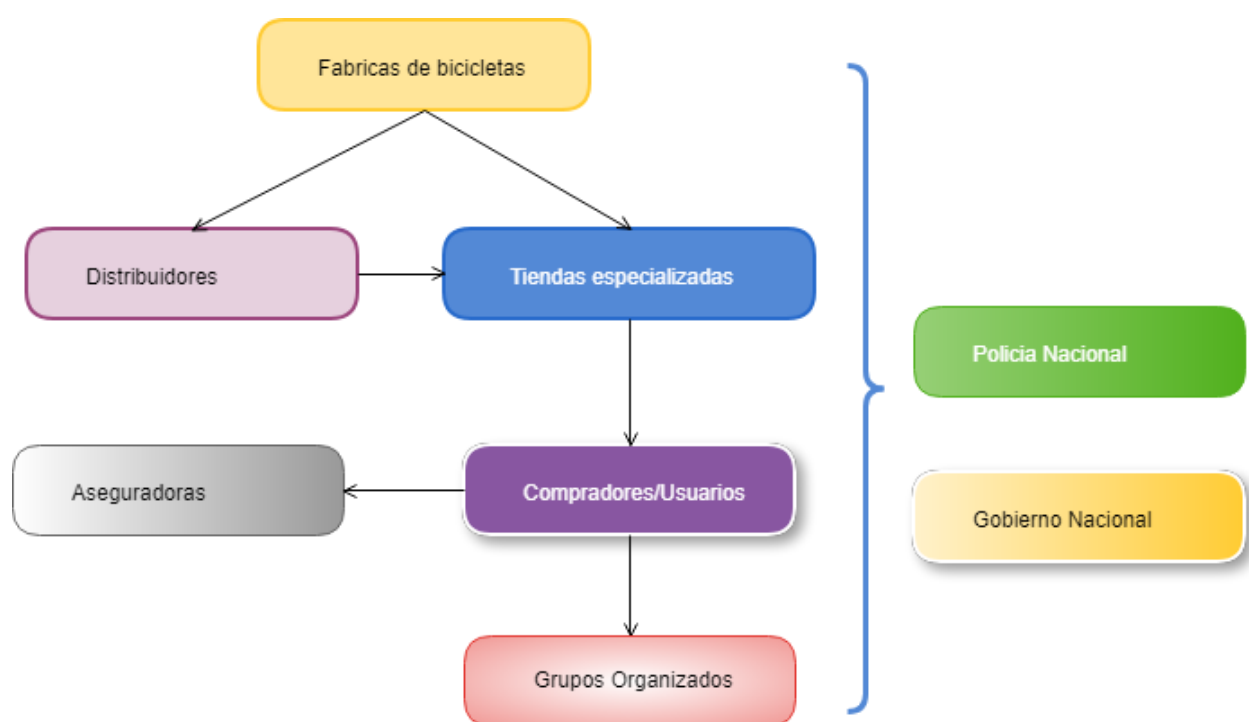 Fabricas de bicicletas
Distribuidores
Tiendas especializadas
Policia Nacional
Aseguradoras
Compradores/Usuarios
Gobierno Nacional
Grupos Organizados